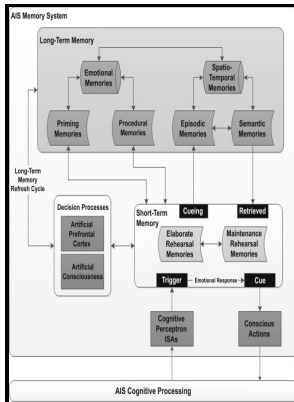 AIS Memory System
Long-Term Memory
Emotional
Memories
Spatio-
Temporal
Memories
Priming
Memories
Procedural
Memories
Episodic
Memories
Semantic
Memories
Long-Term
Memory
Refresh Cycle
Decision Processes
Artificial
Prefrontal
Cortex
Artificial
Consciousness
Short-Term
Memory
Cueing
Retrieved
Elaborate
Rehearsal
Memories
Maintenance
Rehearsal
Memories
Trigger
Emotional Response
Cue
Cognitive
Perceptron
ISAs
Conscious
Actions
AIS Cognitive Processing